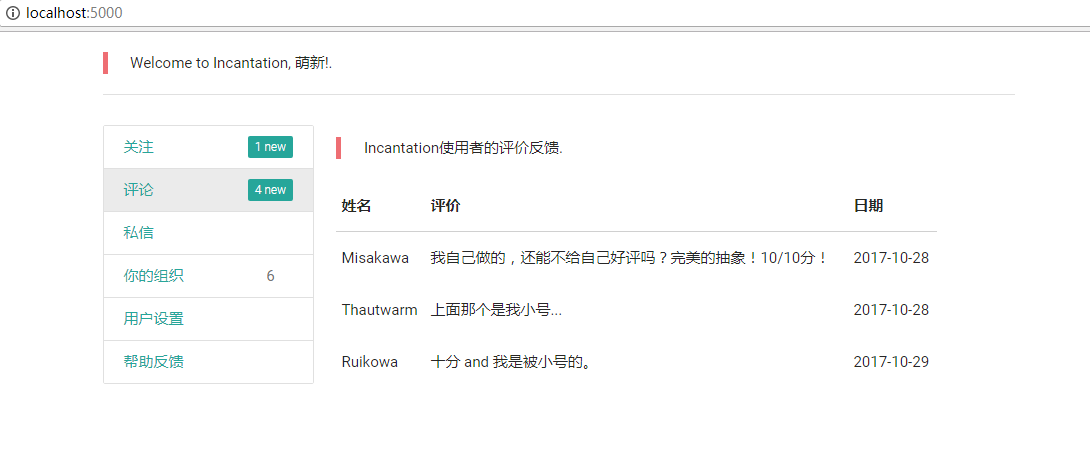 localhost:5000
Welcome to Incantation, 萌新!.
关注 1 new
评论 4 new
私信
你的组织 6
用户设置
帮助反馈
Incantation使用者的评价反馈.
姓名 评价 日期
Misakawa 我自己做的，还能不给自己好评吗？完美的抽象！10/10分！ 2017-10-28
Thautwarm 上面那个是我小号... 2017-10-28
Ruikowa 十分 and 我是被小号的。 2017-10-29